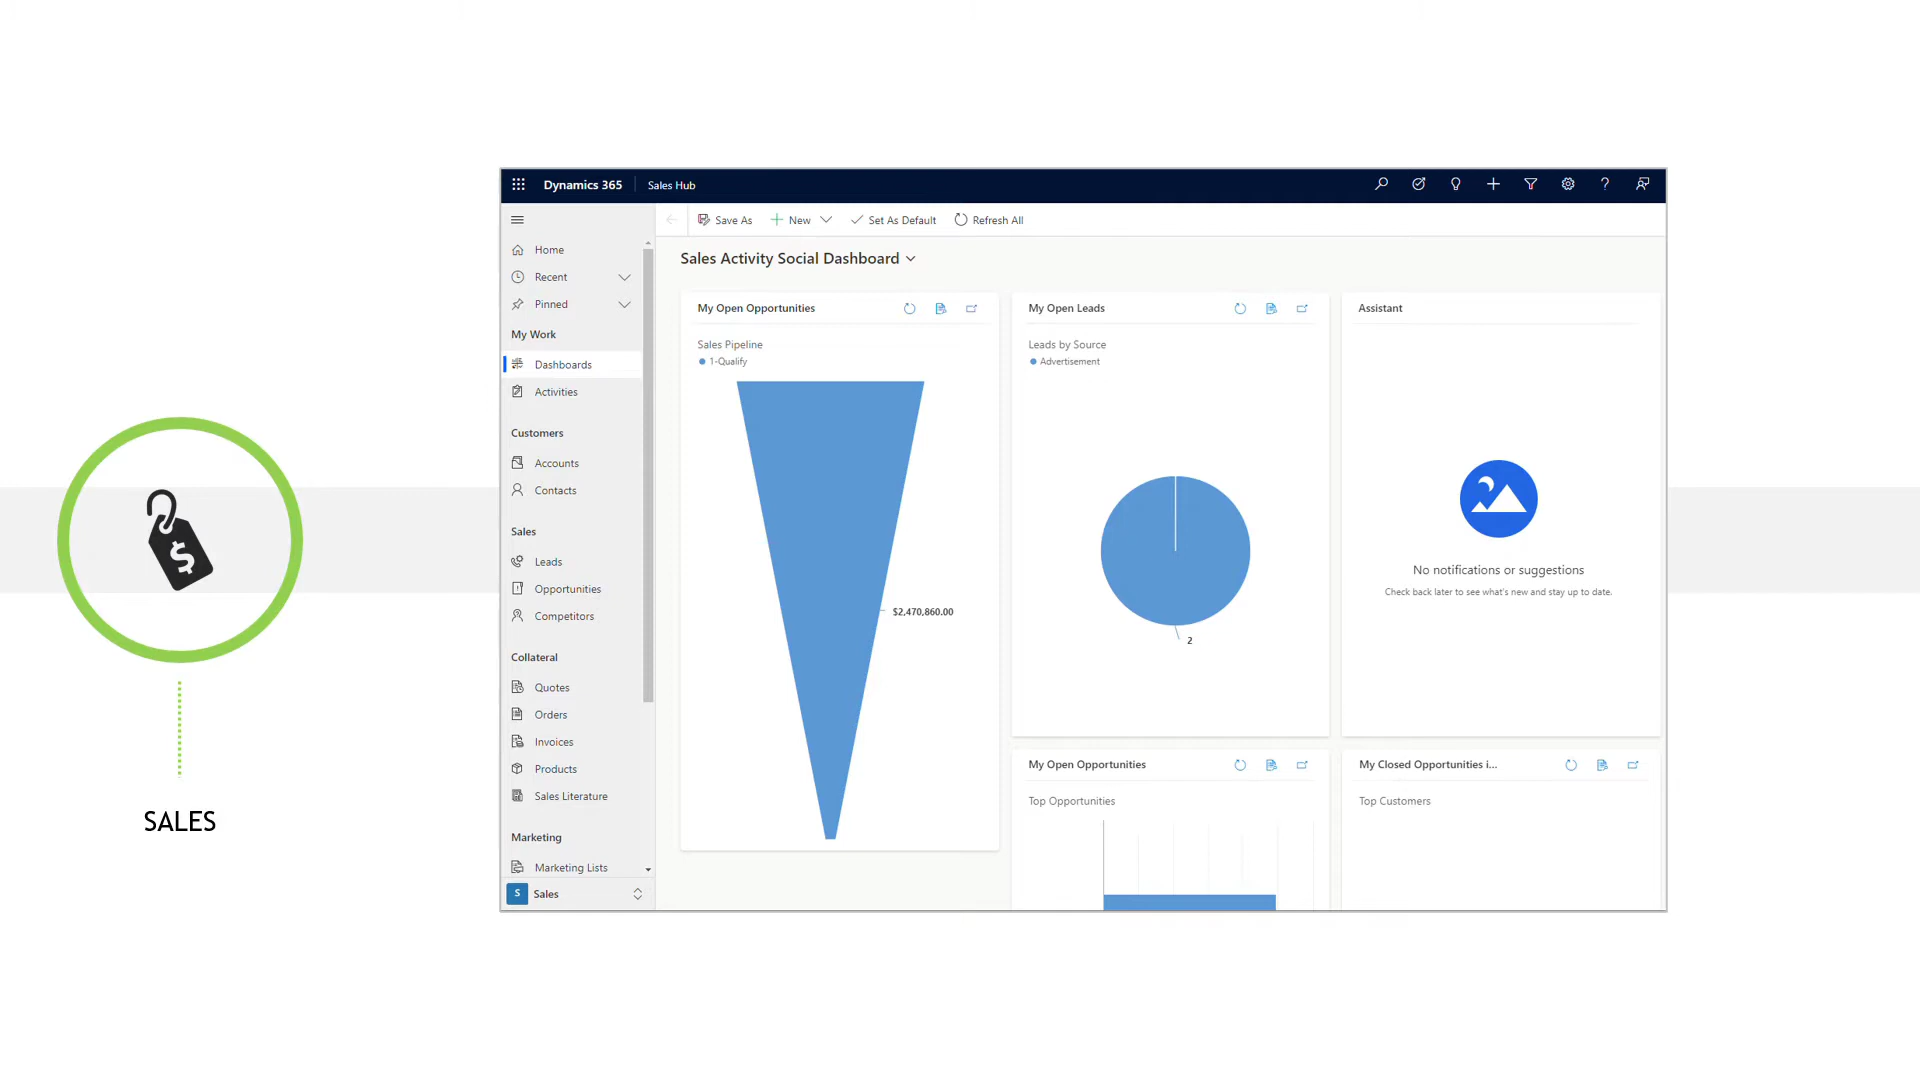 Dynamics 365
Sales Hub
Save As
New
Set As Default
Refresh All
Home
Recent
Pinned
My Work
Dashboards
Activities
Customers
Accounts
Contacts
Sales
Leads
Opportunities
Competitors
Collateral
Quotes
Orders
Invoices
Products
Sales Literature
Marketing
Marketing Lists
S
Sales
Sales Activity Social Dashboard
My Open Opportunities
Sales Pipeline
1-Qualify
$2,470,860.00
My Open Leads
Leads by Source
Advertisement
2
Assistant
No notifications or suggestions
Check back later to see what's new and stay up to date.
My Open Opportunities
Top Opportunities
My Closed Opportunities i...
Top Customers
$
SALES